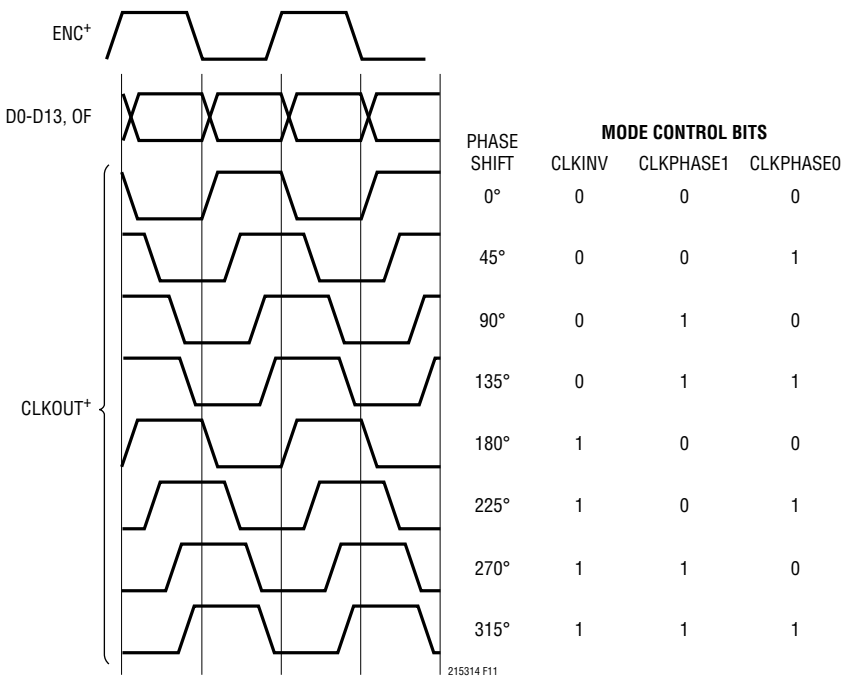 ENC+
D0-D13, OF
PHASE SHIFT
MODE CONTROL BITS
CLKINV CLKPHASE1 CLKPHASE0
0° 0 0 0
45° 0 0 1
90° 0 1 0
135° 0 1 1
CLKOUT+
180° 1 0 0
225° 1 0 1
270° 1 1 0
315° 1 1 1
215314 F11